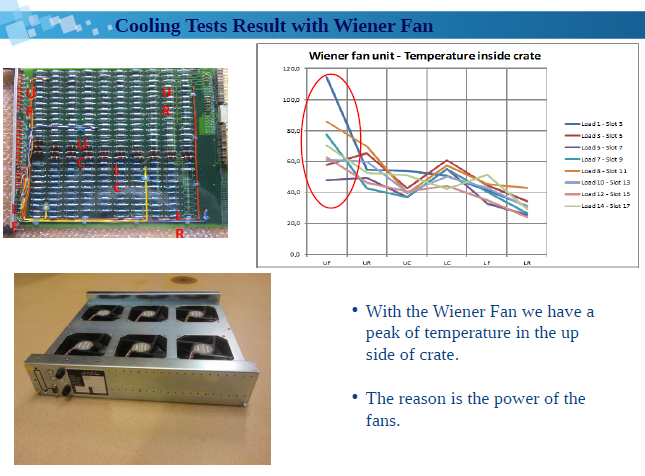 Cooling Tests Result with Wiener Fan
Wiener fan unit - Temperature inside crate
120,0
100,0
80,0
60,0
40,0
20,0
0,0
UF
UR
UC
LC
LF
LR
Load 1 - Slot 3
Load 3 - Slot 5
Load 5 - Slot 7
Load 7 - Slot 9
Load 8 - Slot 11
Load 10 - Slot 13
Load 12 - Slot 15
Load 14 - Slot 17
U
U
R
U
C
L
C
L
F
L
R
• With the Wiener Fan we have a
peak of temperature in the up
side of crate.
• The reason is the power of the
fans.